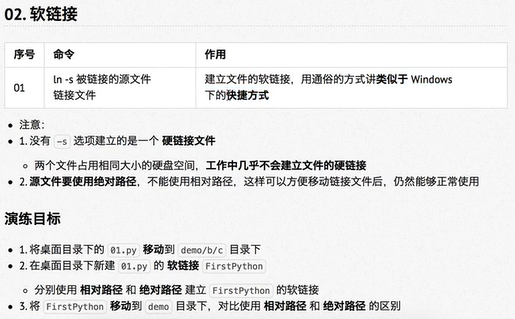 02. 软链接
序号 命令 作用
01 ln -s 被链接的源文件 建立文件的软链接，用通俗的方式讲类似于 Windows
链接文件 下的快捷方式
• 注意：
• 1. 没有 -s 选项建立的是一个 硬链接文件
◦ 两个文件占用相同大小的硬盘空间，工作中几乎不会建立文件的硬链接
• 2. 源文件要使用绝对路径，不能使用相对路径，这样可以方便移动链接文件后，仍然能够正常使用
演练目标
• 1. 将桌面目录下的 01.py 移动到 demo/b/c 目录下
• 2. 在桌面目录下新建 01.py 的 软链接 FirstPython
◦ 分别使用 相对路径 和 绝对路径 建立 FirstPython 的软链接
• 3. 将 FirstPython 移动到 demo 目录下，对比使用 相对路径 和 绝对路径 的区别